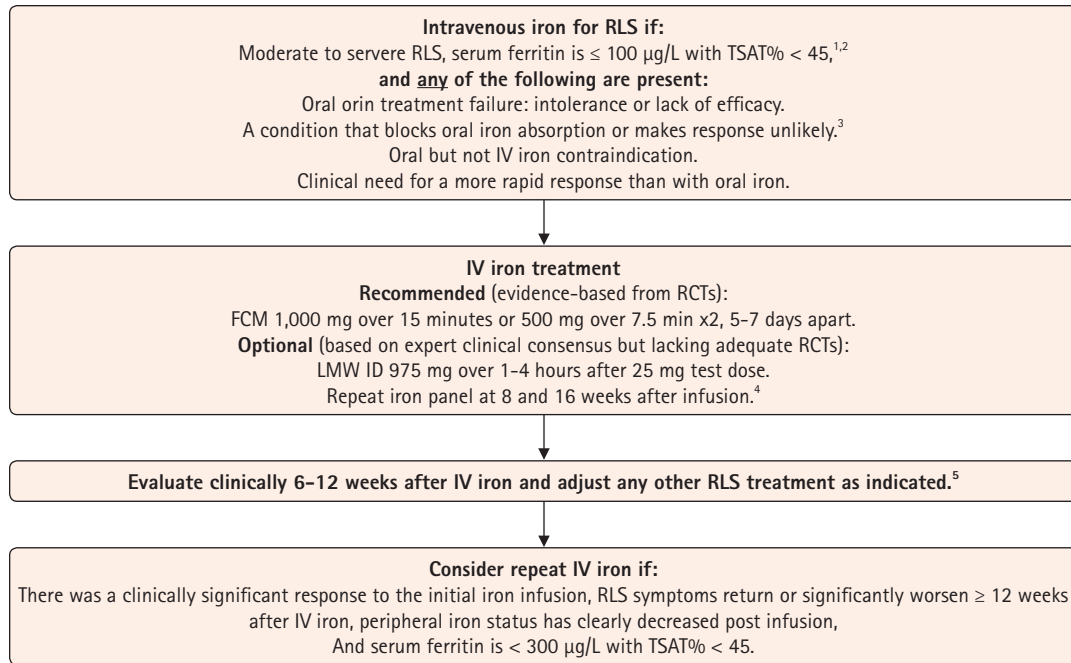 Intravenous iron for RLS if:
Moderate to servere RLS, serum ferritin is ≤ 100 μg/L with TSAT% < 45,1,2
and any of the following are present:
Oral orin treatment failure: intolerance or lack of efficacy.
A condition that blocks oral iron absorption or makes response unlikely.3
Oral but not IV iron contraindication.
Clinical need for a more rapid response than with oral iron.
IV iron treatment
Recommended (evidence-based from RCTs):
FCM 1,000 mg over 15 minutes or 500 mg over 7.5 min x2, 5-7 days apart.
Optional (based on expert clinical consensus but lacking adequate RCTs):
LMW ID 975 mg over 1-4 hours after 25 mg test dose.
Repeat iron panel at 8 and 16 weeks after infusion.4
Evaluate clinically 6-12 weeks after IV iron and adjust any other RLS treatment as indicated.5
Consider repeat IV iron if:
There was a clinically significant response to the initial iron infusion, RLS symptoms return or significantly worsen ≥ 12 weeks
after IV iron, peripheral iron status has clearly decreased post infusion,
And serum ferritin is < 300 μg/L with TSAT% < 45.